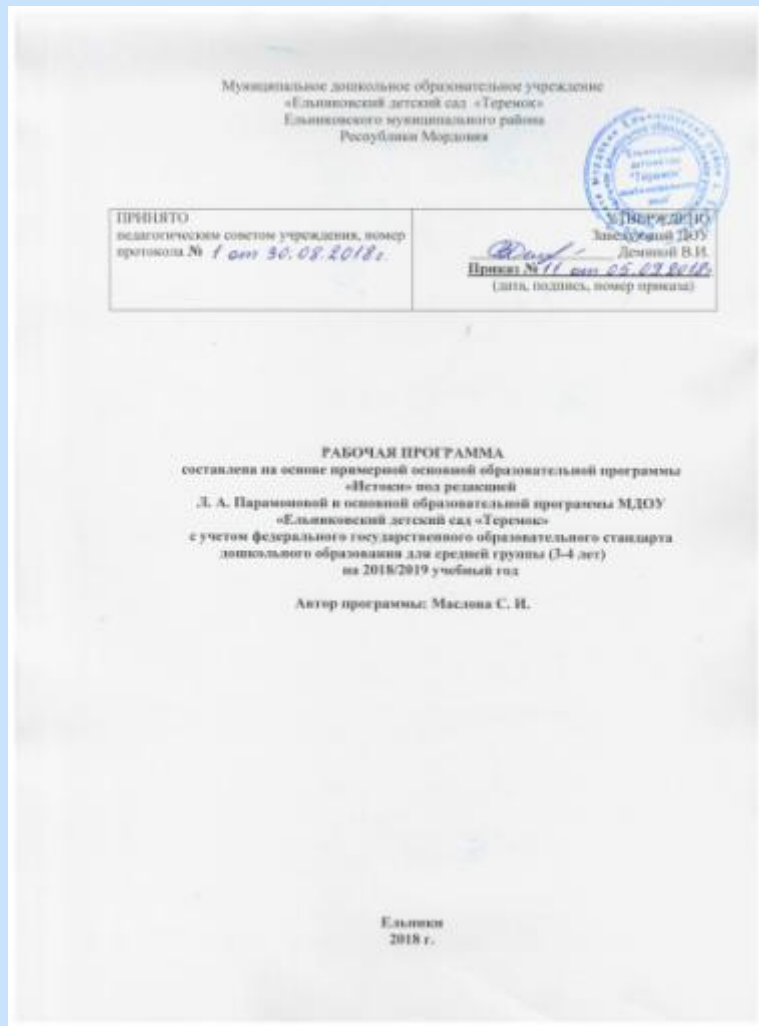 Муниципальное дошкольное образовательное учреждение
«Ельниковский детский сад «Теремок»
Ельниковского муниципального района
Республики Мордовия
ПРИНЯТО
педагогическим советом учреждения, номер
протокола № 1 от 30.08.2018г
УТВЕРЖДЕНО
Заведующей ДОУ
Деминой В.И.
Приказ № 11 от 05.09.2018г
(дата, подпись, номер приказа)
РАБОЧАЯ ПРОГРАММА
составлена на основе примерной основной образовательной программы
«Истоки» под редакцией
Л. А. Парамоновой и основной образовательной программы МДОУ
«Ельниковский детский сад «Теремок»
с учетом федерального государственного образовательного стандарта
дошкольного образования для средней группы (3-4 лет)
на 2018/2019 учебный год
Автор программы: Маслова С. И.
Ельники
2018 г.